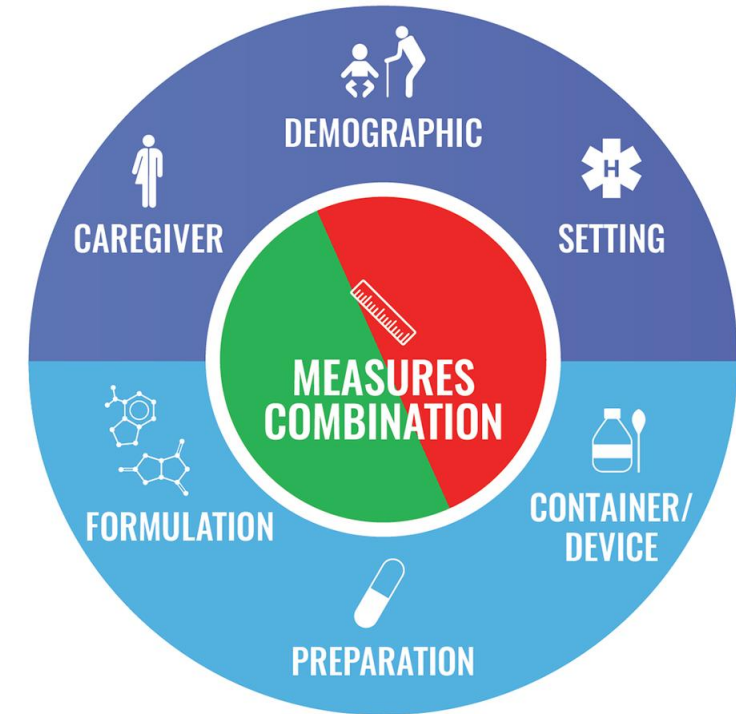 DEMOGRAPHIC
CAREGIVER
H
SETTING
MEASURES
COMBINATION
FORMULATION
CONTAINER/
DEVICE
PREPARATION